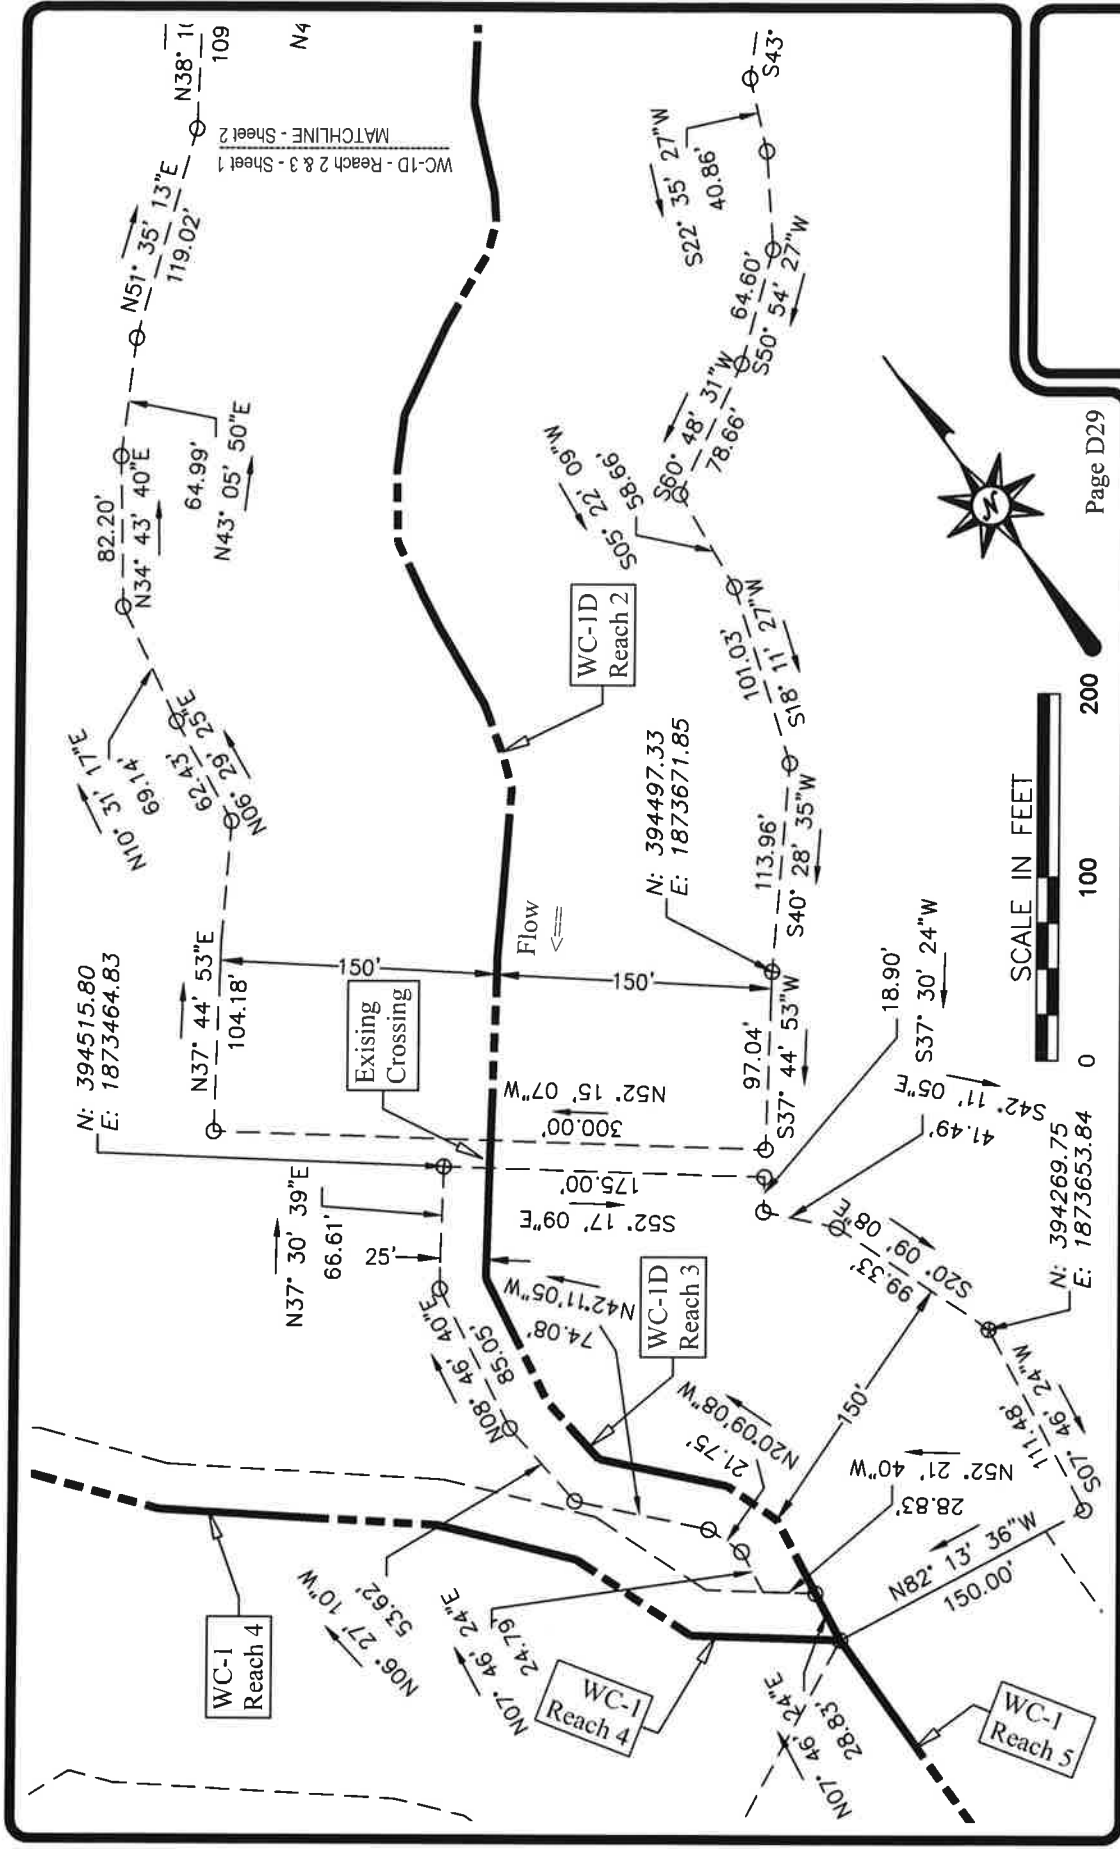 N: 394515.80
E: 1873464.83
N37° 44' 53"E
104.18'
N10° 31' 17"E
69.14'
62.43'
N06° 29' 25"E
82.20'
N34° 43' 40"E
64.99'
N43° 05' 50"E
N51° 35' 13"E
119.02'
N38° 1(
109
N4
WC-1D - Reach 2 & 3 - Sheet 1
MATCHLINE - Sheet 2
WC-1
Reach 4
N37° 30' 39"E
66.61'
25'
Exising
Crossing
150'
150'
Flow
N52° 15' 07"W
300.00'
175.00'
S52° 17' 09"E
WC-1D
Reach 2
N: 394497.33
E: 1873671.85
S22° 35' 27"W
40.86'
S43°
64.60'
S50° 54' 27"W
S60° 48' 31"W
78.66'
S05° 22' 09"W
58.66'
101.03'
S18° 11' 27"W
113.96'
S40° 28' 35"W
97.04'
S37° 44' 53"W
18.90'
S37° 30' 24"W
S42° 11' 05"E
41.49'
S20° 09' 08"E
99.33'
N: 394269.75
E: 1873653.84
N08° 46' 40"E
85.05'
N06° 27' 10"W
53.62'
N42°11'05"W
74.08'
WC-1D
Reach 3
N20°09'08"W
21.75'
N07° 46' 24"E
24.79'
WC-1
Reach 4
150'
N52° 21' 40"W
28.83'
111.48'
S07° 46' 24"W
N82° 13' 36"W
150.00'
N07° 46' 24"E
28.83'
WC-1
Reach 5
SCALE IN FEET
0
100
200
N
Page D29